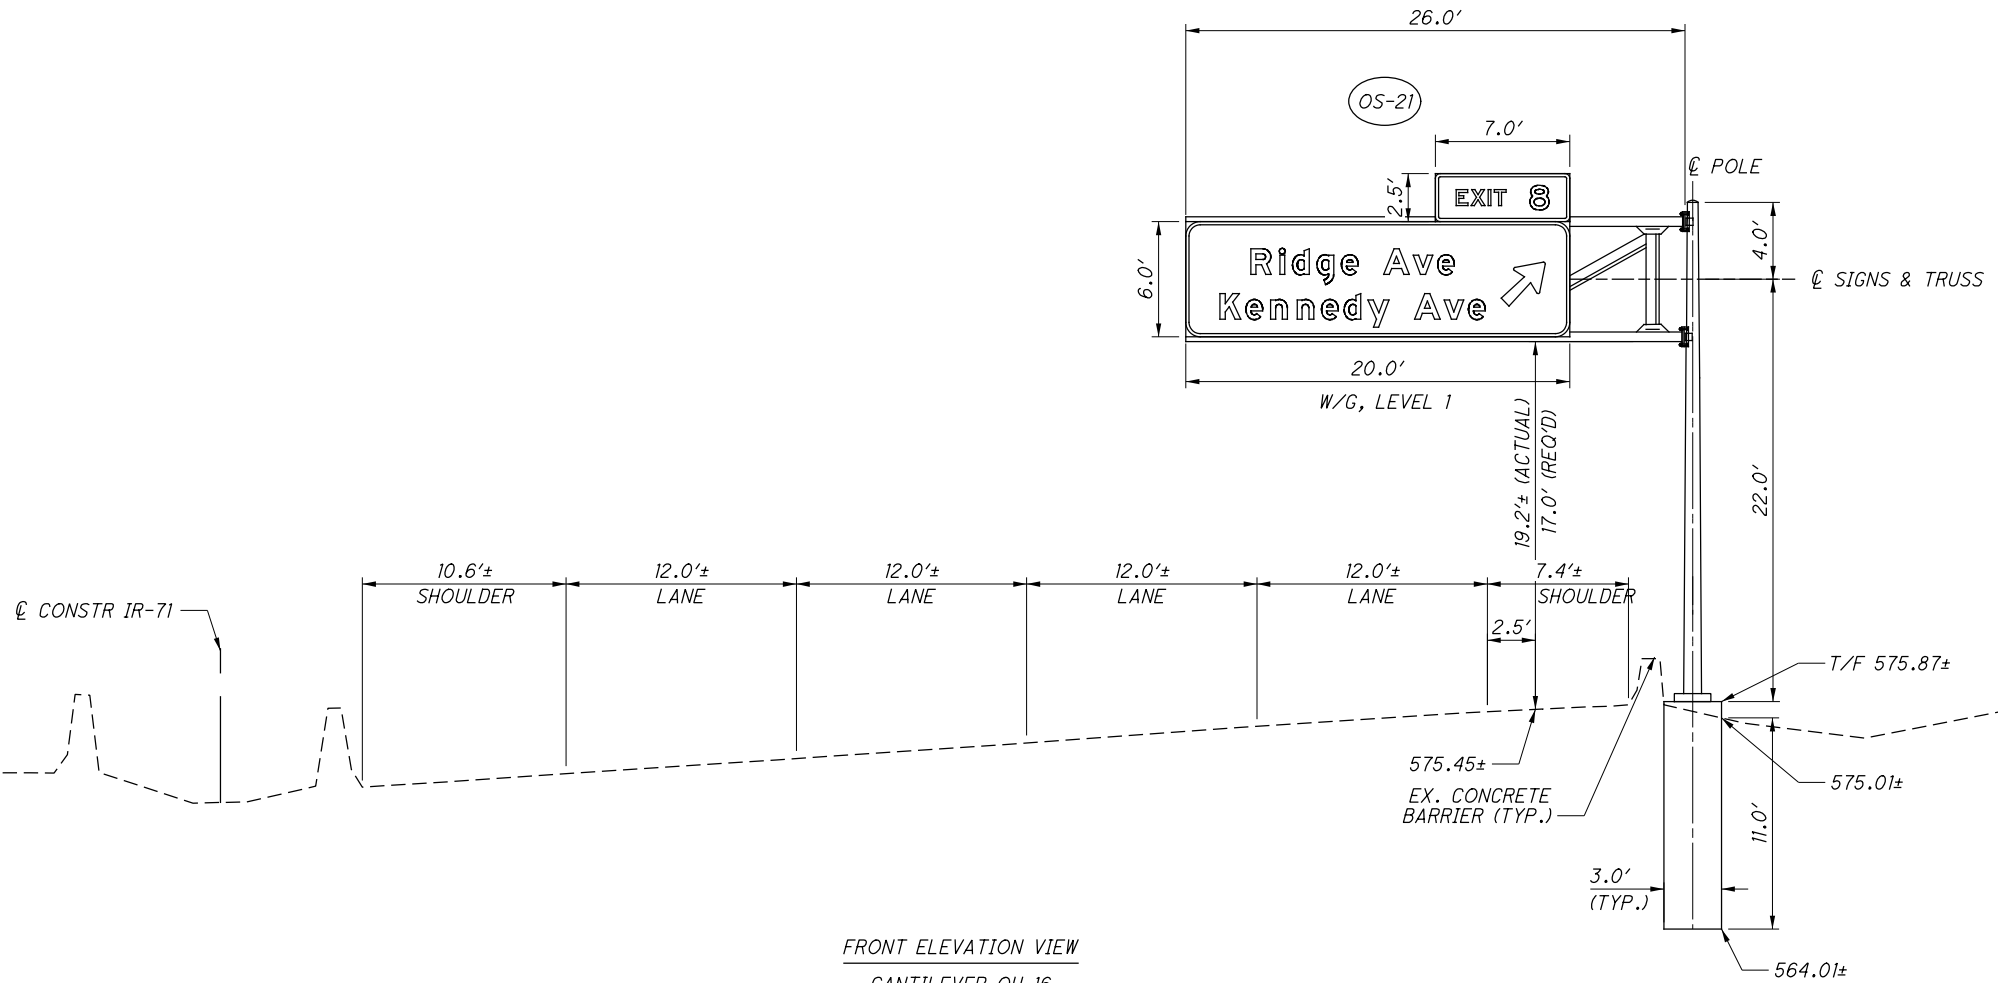 26.0'
OS-21
7.0'
℄ POLE
2.5'
EXIT 8
4.0'
6.0'
Ridge Ave
Kennedy Ave
℄ SIGNS & TRUSS
20.0'
W/G, LEVEL 1
19.2'± (ACTUAL)
17.0' (REQ'D)
22.0'
10.6'±
SHOULDER
12.0'±
LANE
12.0'±
LANE
12.0'±
LANE
12.0'±
LANE
7.4'±
SHOULDER
℄ CONSTR IR-71
2.5'
T/F 575.87±
575.45±
575.01±
EX. CONCRETE
BARRIER (TYP.)
11.0'
3.0'
(TYP.)
FRONT ELEVATION VIEW
CANTILEVER OH-16
564.01±